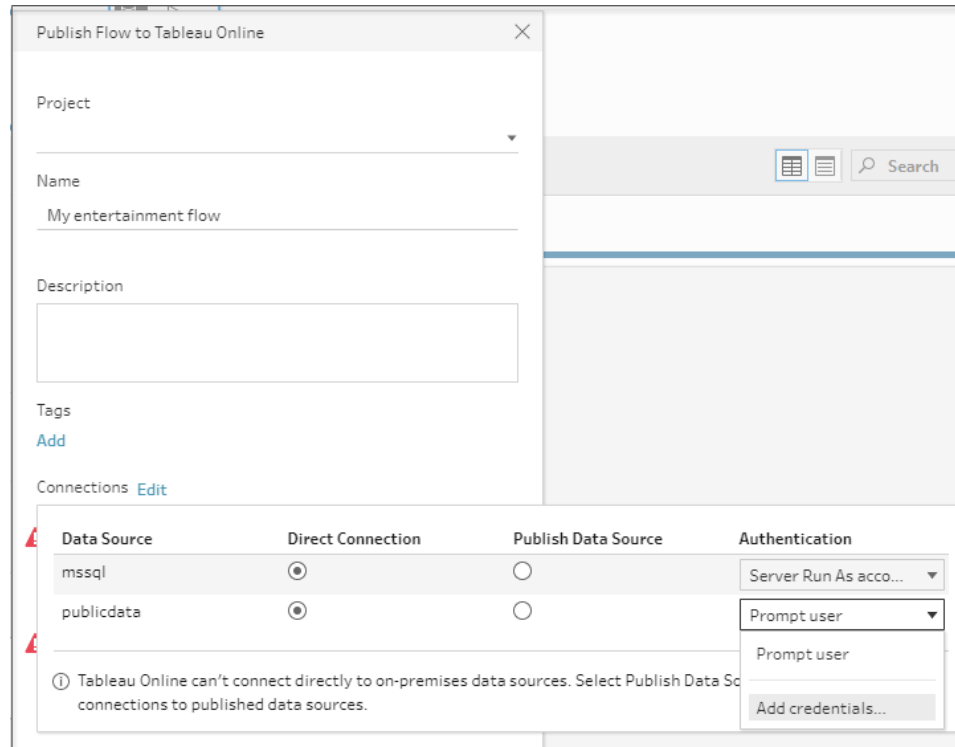 Publish Flow to Tableau Online
Project
Search
Name
My entertainment flow
Description
Tags
Add
Connections Edit
Data Source Direct Connection Publish Data Source Authentication
mssql Server Run As acco...
publicdata Prompt user
Prompt user
Tableau Online can't connect directly to on-premises data sources. Select Publish Data
connections to published data sources.
Add credentials...